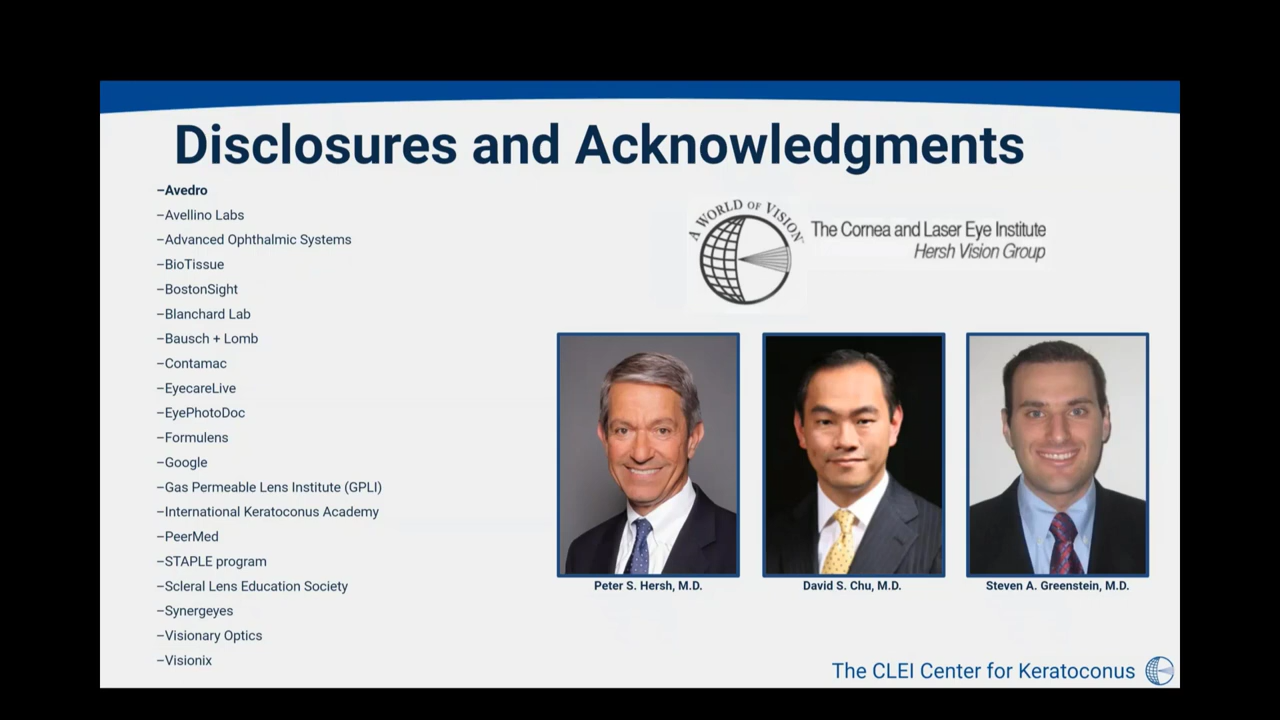 Disclosures and Acknowledgments
–Avedro
–Avellino Labs
–Advanced Ophthalmic Systems
–BioTissue
–BostonSight
–Blanchard Lab
–Bausch + Lomb
–Contamac
–EyecareLive
–EyePhotoDoc
–Formulens
–Google
–Gas Permeable Lens Institute (GPLI)
–International Keratoconus Academy
–PeerMed
–STAPLE program
–Scleral Lens Education Society
–Synergeyes
–Visionary Optics
–Visionix
A WORLD OF VISION
The Cornea and Laser Eye Institute
Hersh Vision Group
Peter S. Hersh, M.D.
David S. Chu, M.D.
Steven A. Greenstein, M.D.
The CLEI Center for Keratoconus